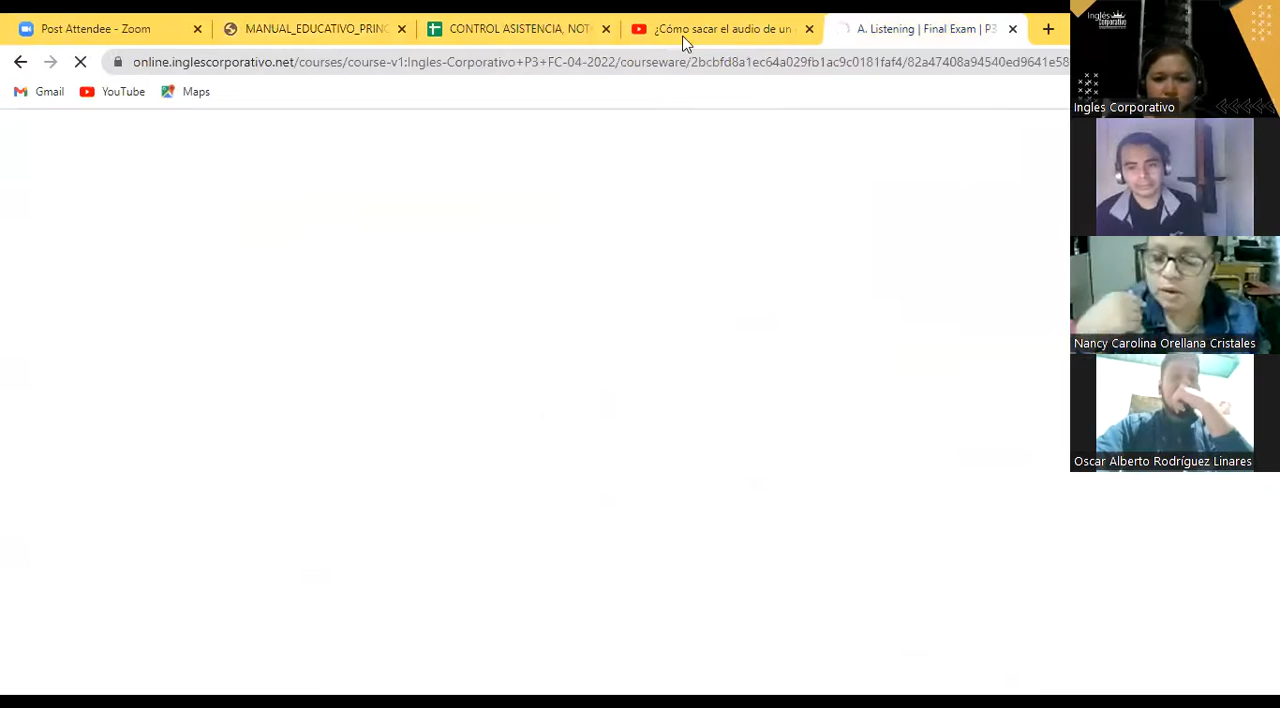 Post Attendee - Zoom
MANUAL_EDUCATIVO_PRINC
CONTROL ASISTENCIA, NOT
¿Cómo sacar el audio de un
A. Listening | Final Exam | P3
online.inglescorporativo.net/courses/course-v1:Ingles-Corporativo+P3+FC-04-2022/courseware/2bcbfd8a1ec64a029fb1ac9c0181faf4/82a47408a94540ed9641e58
Gmail
YouTube
Maps
Inglés
Corporativo
Ingles Corporativo
Nancy Carolina Orellana Cristales
Oscar Alberto Rodríguez Linares